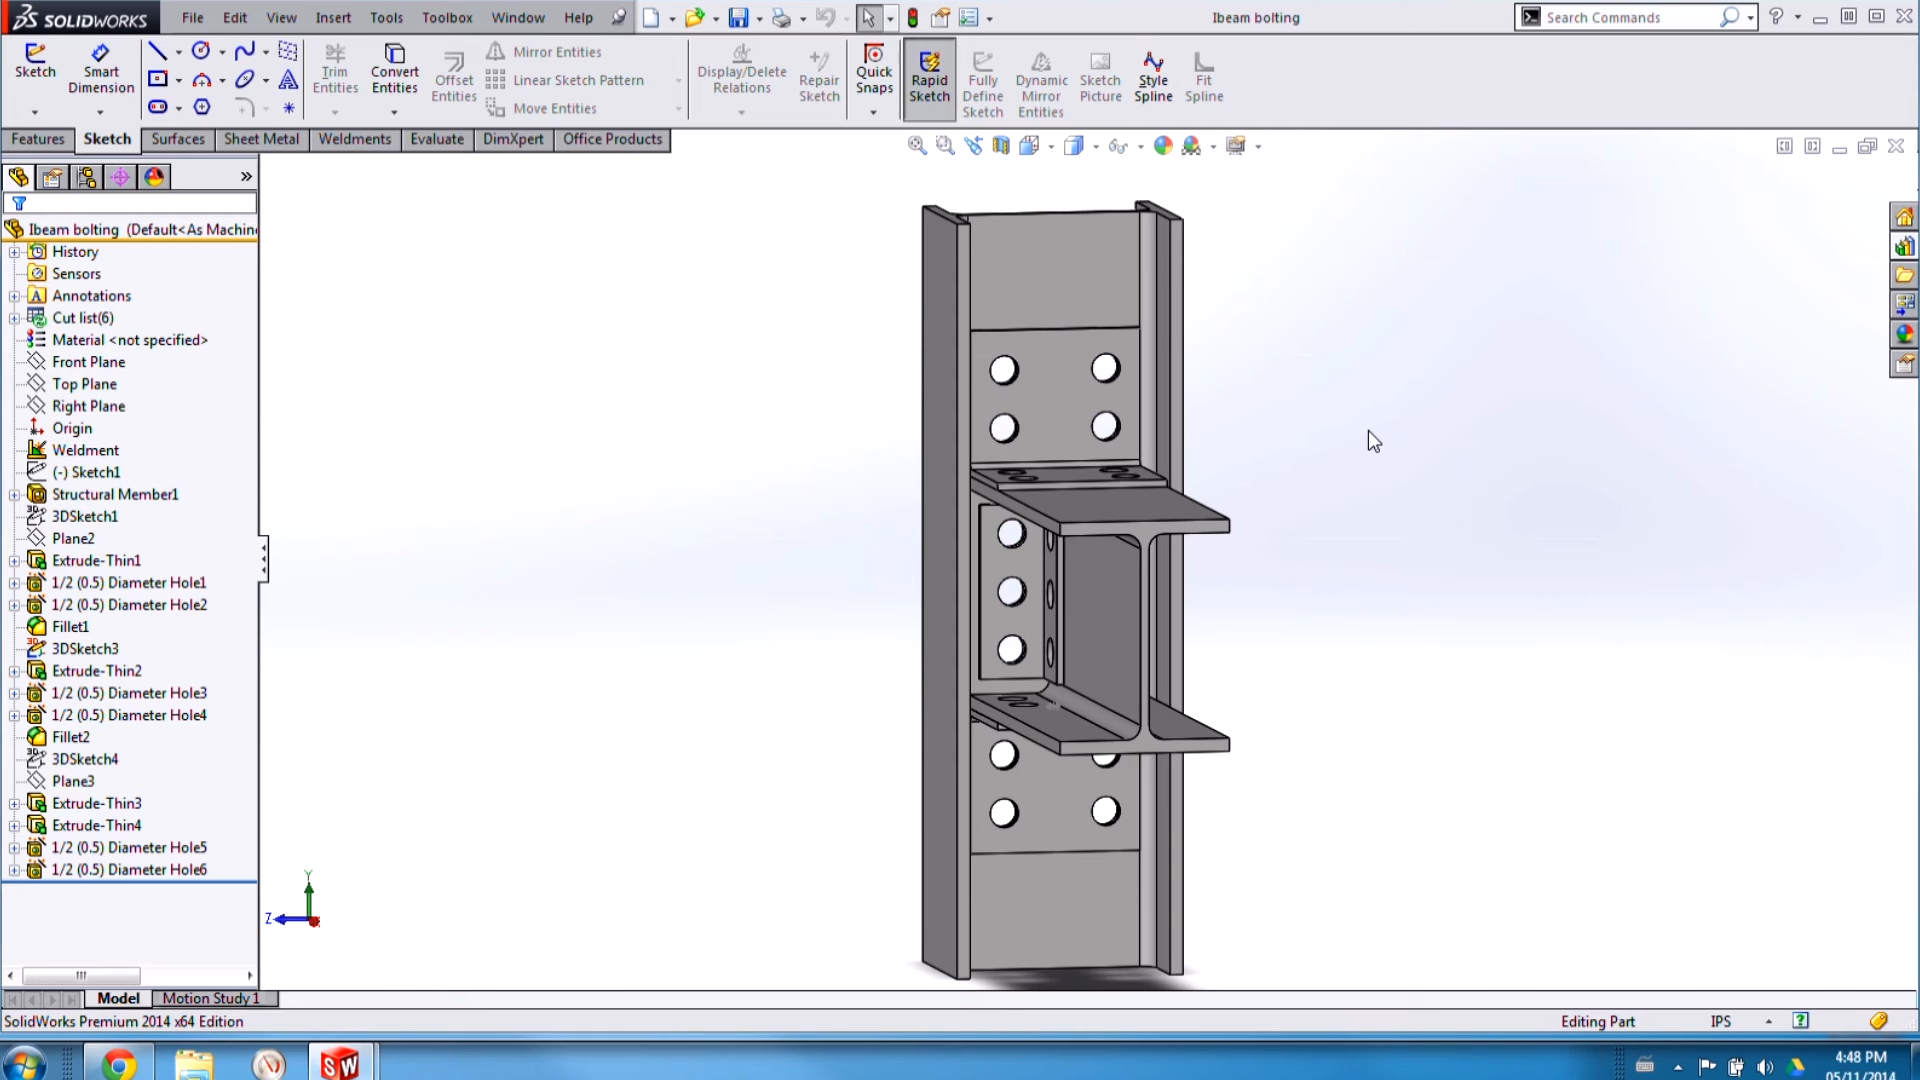 SOLIDWORKS File Edit View Insert Tools Toolbox Window Help Ibeam bolting Search Commands
Sketch Smart Dimension Trim Entities Convert Entities Offset Entities Mirror Entities Linear Sketch Pattern Move Entities Display/Delete Relations Repair Sketch Quick Snaps Rapid Sketch Fully Define Sketch Dynamic Mirror Entities Sketch Picture Style Spline Fit Spline
Features Sketch Surfaces Sheet Metal Weldments Evaluate DimXpert Office Products
Ibeam bolting (Default<As Machin
History
Sensors
Annotations
Cut list(6)
Material <not specified>
Front Plane
Top Plane
Right Plane
Origin
Weldment
(-) Sketch1
Structural Member1
3DSketch1
Plane2
Extrude-Thin1
1/2 (0.5) Diameter Hole1
1/2 (0.5) Diameter Hole2
Fillet1
3DSketch3
Extrude-Thin2
1/2 (0.5) Diameter Hole3
1/2 (0.5) Diameter Hole4
Fillet2
3DSketch4
Plane3
Extrude-Thin3
Extrude-Thin4
1/2 (0.5) Diameter Hole5
1/2 (0.5) Diameter Hole6
Y
Z
Model Motion Study 1
SolidWorks Premium 2014 x64 Edition Editing Part IPS
SW 4:48 PM
05/11/2014